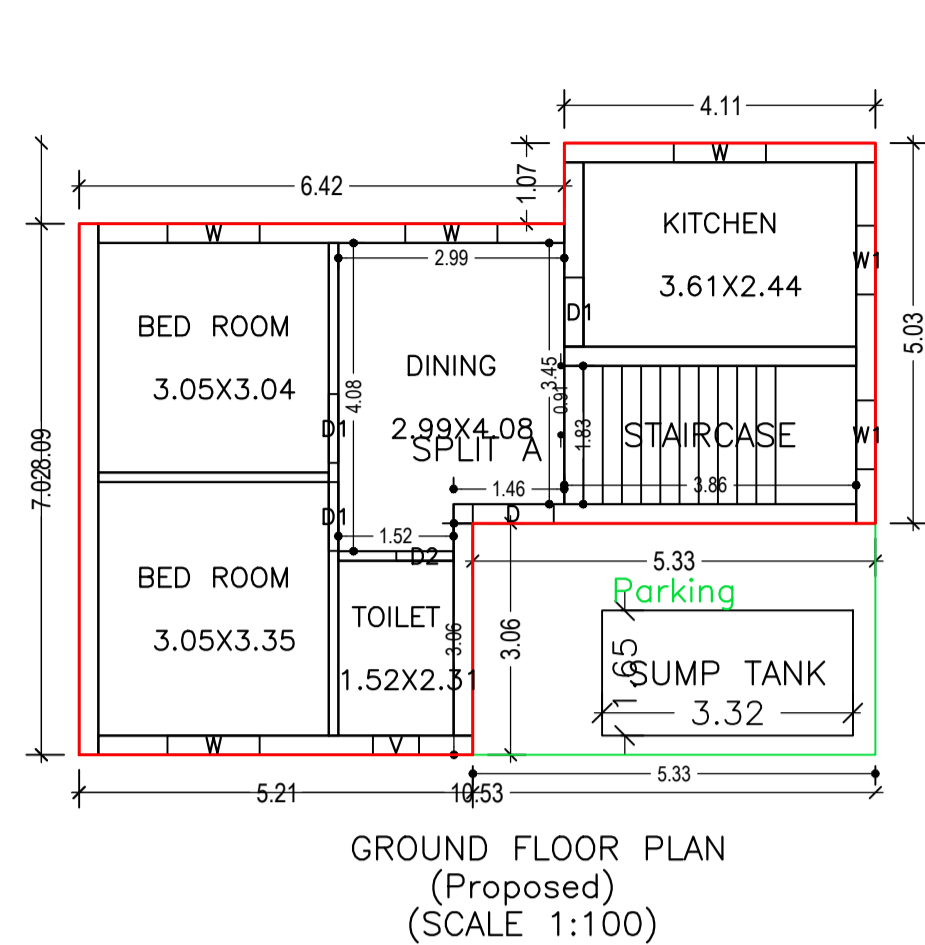 4.11
6.42
1.07
W
W
W
KITCHEN
3.61X2.44
W1
2.99
D1
BED ROOM
3.05X3.04
DINING
2.99X4.08
SPLIT A
4.08
3.45
0.91
1.83
5.03
STAIRCASE
W1
D1
7.02
8.09
1.46
3.86
D1
D
1.52
D2
5.33
Parking
BED ROOM
3.05X3.35
TOILET
1.52X2.31
3.06
3.06
1.65
SUMP TANK
3.32
W
V
5.33
5.21
10.53
GROUND FLOOR PLAN
(Proposed)
(SCALE 1:100)